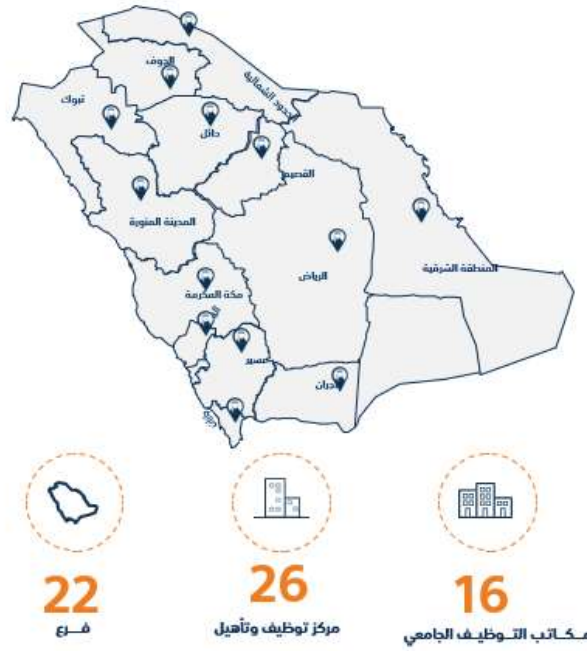 الجوف
الحدود الشمالية
تبوك
حائل
القصيم
المدينة المنورة
المنطقة الشرقية
الرياض
مكة المكرمة
عسير
نجران
جازان
16
مكاتب التوظيف الجامعي
26
مركز توظيف وتأهيل
22
فرع